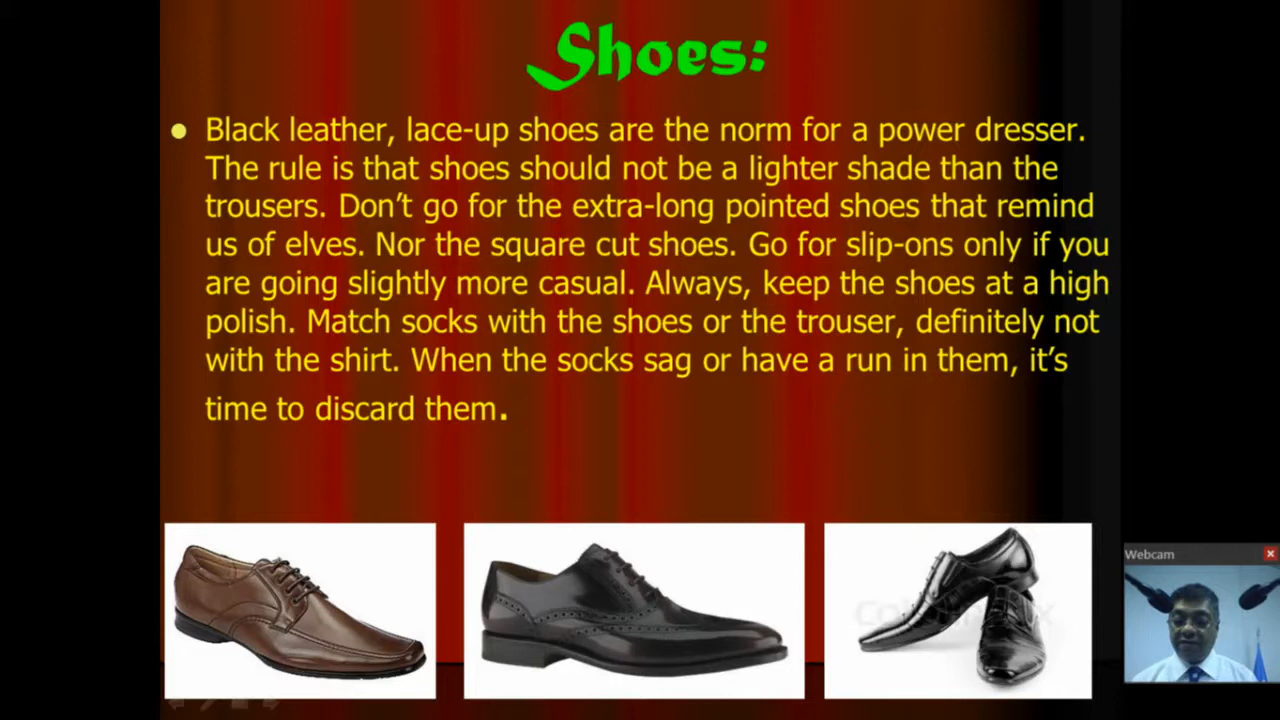 Shoes:
Black leather, lace-up shoes are the norm for a power dresser.
The rule is that shoes should not be a lighter shade than the
trousers. Don't go for the extra-long pointed shoes that remind
us of elves. Nor the square cut shoes. Go for slip-ons only if you
are going slightly more casual. Always, keep the shoes at a high
polish. Match socks with the shoes or the trouser, definitely not
with the shirt. When the socks sag or have a run in them, it's
time to discard them.
Webcam